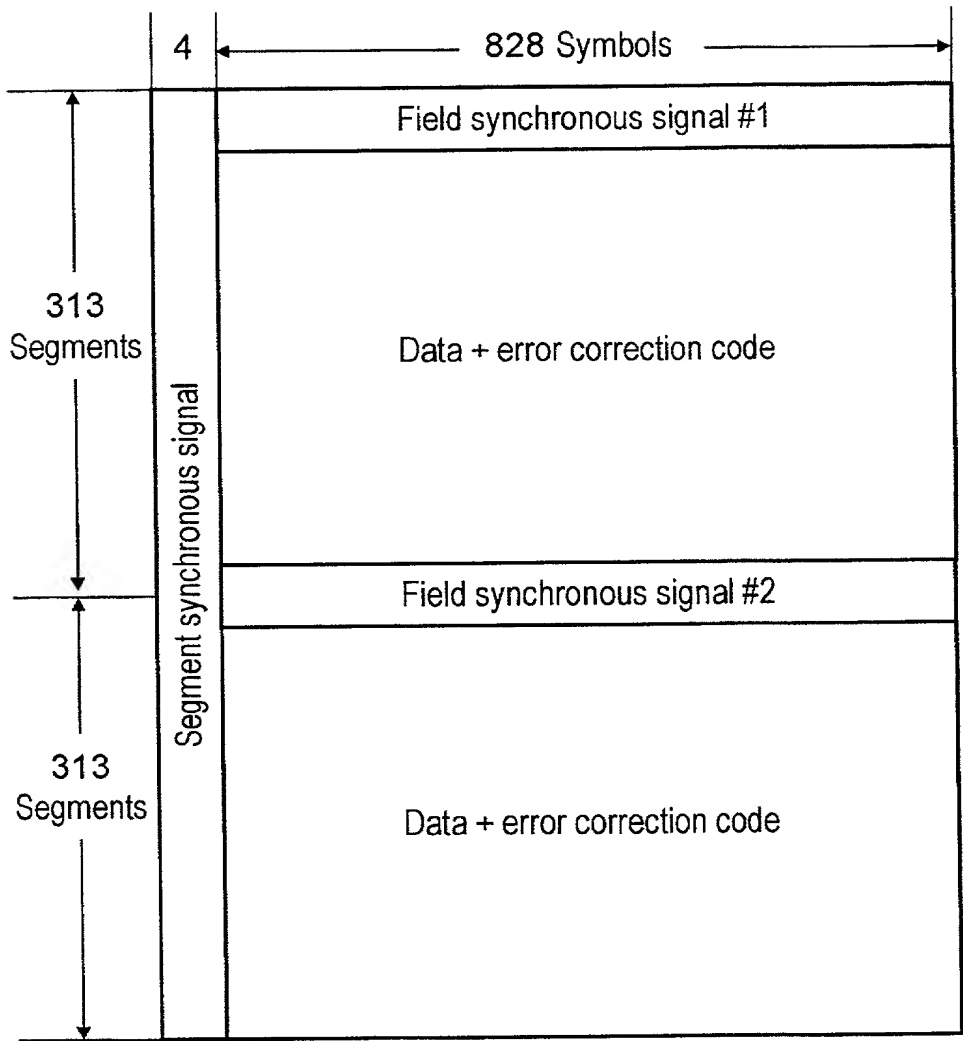 4
828 Symbols
Field synchronous signal #1
313
Segments
Data + error correction code
Segment synchronous signal
Field synchronous signal #2
313
Segments
Data + error correction code